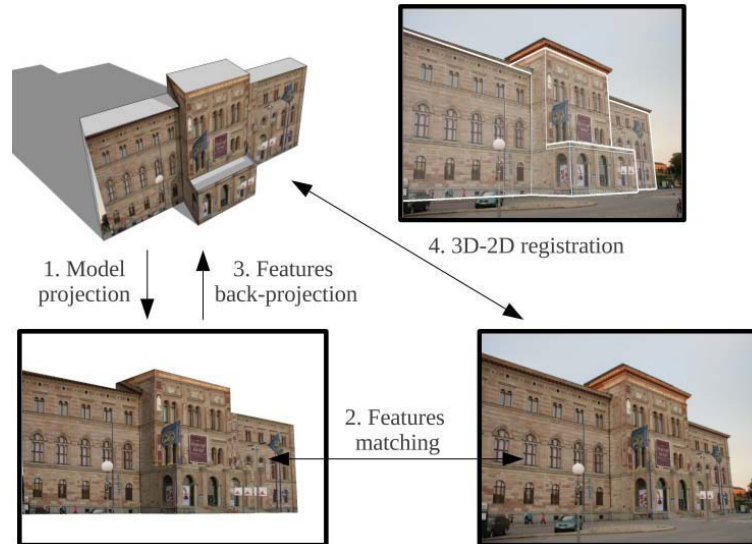 4. 3D-2D registration
1. Model
projection
3. Features
back-projection
2. Features
matching